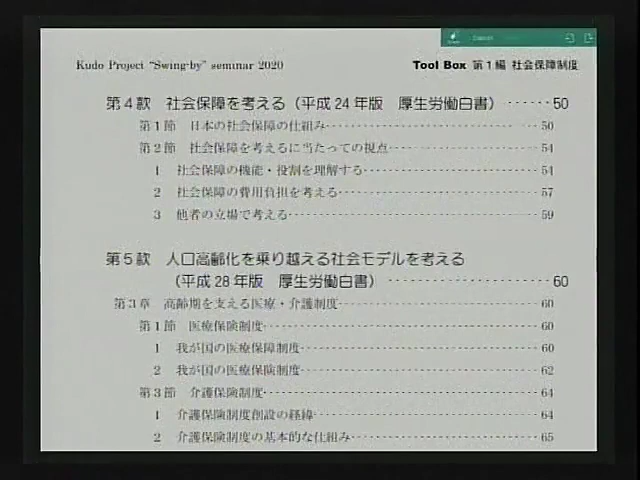 Kudo Project "Swing-by" seminar 2020
Tool Box 第1編 社会保障制度
第4款 社会保障を考える（平成24年版 厚生労働白書）······50
第1節 日本の社会保障の仕組み······50
第2節 社会保障を考えるに当たっての視点······54
1 社会保障の機能・役割を理解する······54
2 社会保障の費用負担を考える······57
3 他者の立場で考える······59
第5款 人口高齢化を乗り越える社会モデルを考える
（平成28年版 厚生労働白書）······60
第3章 高齢期を支える医療・介護制度······60
第1節 医療保険制度······60
1 我が国の医療保障制度······60
2 我が国の医療保険制度······62
第3節 介護保険制度······64
1 介護保険制度創設の経緯······64
2 介護保険制度の基本的な仕組み······65